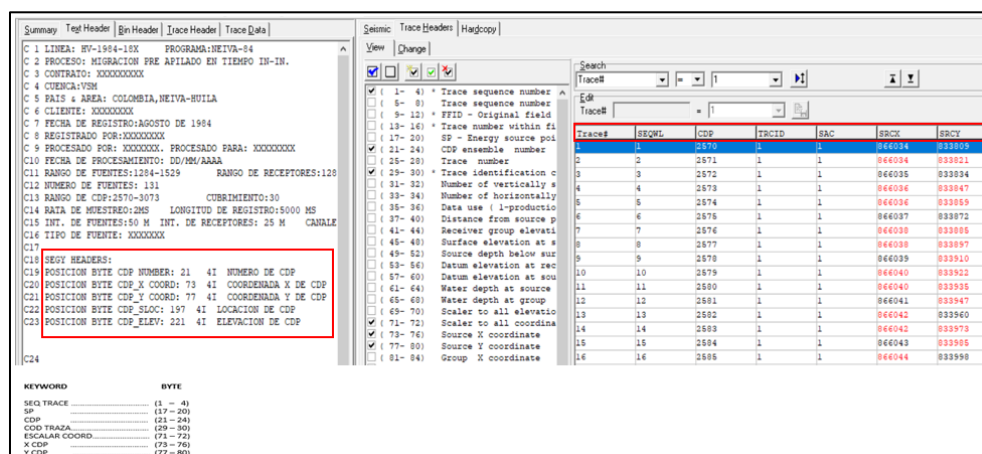 Summary Text Header Bin Header Trace Header Trace Data
C 1 LINEA: HV-1984-18X PROGRAMA:NEIVA-84
C 2 PROCESO: MIGRACION PRE APILADO EN TIEMPO IN-IN.
C 3 CONTRATO: XXXXXXXXX
C 4 CUENCA:VSM
C 5 PAIS & AREA: COLOMBIA,NEIVA-HUILA
C 6 CLIENTE: XXXXXXXX
C 7 FECHA DE REGISTRO:AGOSTO DE 1984
C 8 REGISTRADO POR:XXXXXXXX
C 9 PROCESADO POR: XXXXXXX. PROCESADO PARA: XXXXXXXX
C10 FECHA DE PROCESAMIENTO: DD/MM/AAAA
C11 RANGO DE FUENTES:1284-1529 RANGO DE RECEPTORES:128
C12 NUMERO DE FUENTES: 131
C13 RANGO DE CDP:2570-3073 CUBRIMIENTO:30
C14 RATA DE MUESTREO:2MS LONGITUD DE REGISTRO:5000 MS
C15 INT. DE FUENTES:50 M INT. DE RECEPTORES: 25 M CANALE
C16 TIPO DE FUENTE: XXXXXXX
C17
C18 SEGY HEADERS:
C19 POSICION BYTE CDP NUMBER: 21 4I NUMERO DE CDP
C20 POSICION BYTE CDP_X COORD: 73 4I COORDENADA X DE CDP
C21 POSICION BYTE CDP_Y COORD: 77 4I COORDENADA Y DE CDP
C22 POSICION BYTE CDP_SLOC: 197 4I LOCACION DE CDP
C23 POSICION BYTE CDP_ELEV: 221 4I ELEVACION DE CDP
C24
KEYWORD BYTE
SEQ TRACE (1 – 4)
SP (17 – 20)
CDP (21 – 24)
COD TRAZA (29 – 30)
ESCALAR COORD (71 – 72)
X CDP (73 – 76)
Y CDP (77 – 80)
Seismic Trace Headers Hardcopy
View Change
( 1- 4) * Trace sequence number
( 5- 8) Trace sequence number
( 9- 12) * FFID - Original field
( 13- 16) * Trace number within fi
( 17- 20) SP - Energy source poi
( 21- 24) CDP ensemble number
( 25- 28) Trace number
( 29- 30) * Trace identification c
( 31- 32) Number of vertically s
( 33- 34) Number of horizontally
( 35- 36) Data use ( 1-productio
( 37- 40) Distance from source p
( 41- 44) Receiver group elevati
( 45- 48) Surface elevation at s
( 49- 52) Source depth below sur
( 53- 56) Datum elevation at rec
( 57- 60) Datum elevation at sou
( 61- 64) Water depth at source
( 65- 68) Water depth at group
( 69- 70) Scaler to all elevatio
( 71- 72) Scaler to all coordina
( 73- 76) Source X coordinate
( 77- 80) Source Y coordinate
( 81- 84) Group X coordinate
Search
Trace# = 1
Edit
Trace# = 1
Trace# SEQWL CDP TRCID SAC SRCX SRCY
1 1 2570 1 1 866034 833809
2 2 2571 1 1 866034 833821
3 3 2572 1 1 866035 833834
4 4 2573 1 1 866036 833847
5 5 2574 1 1 866036 833859
6 6 2575 1 1 866037 833872
7 7 2576 1 1 866038 833885
8 8 2577 1 1 866038 833897
9 9 2578 1 1 866039 833910
10 10 2579 1 1 866040 833922
11 11 2580 1 1 866040 833935
12 12 2581 1 1 866041 833947
13 13 2582 1 1 866042 833960
14 14 2583 1 1 866042 833973
15 15 2584 1 1 866043 833985
16 16 2585 1 1 866044 833998